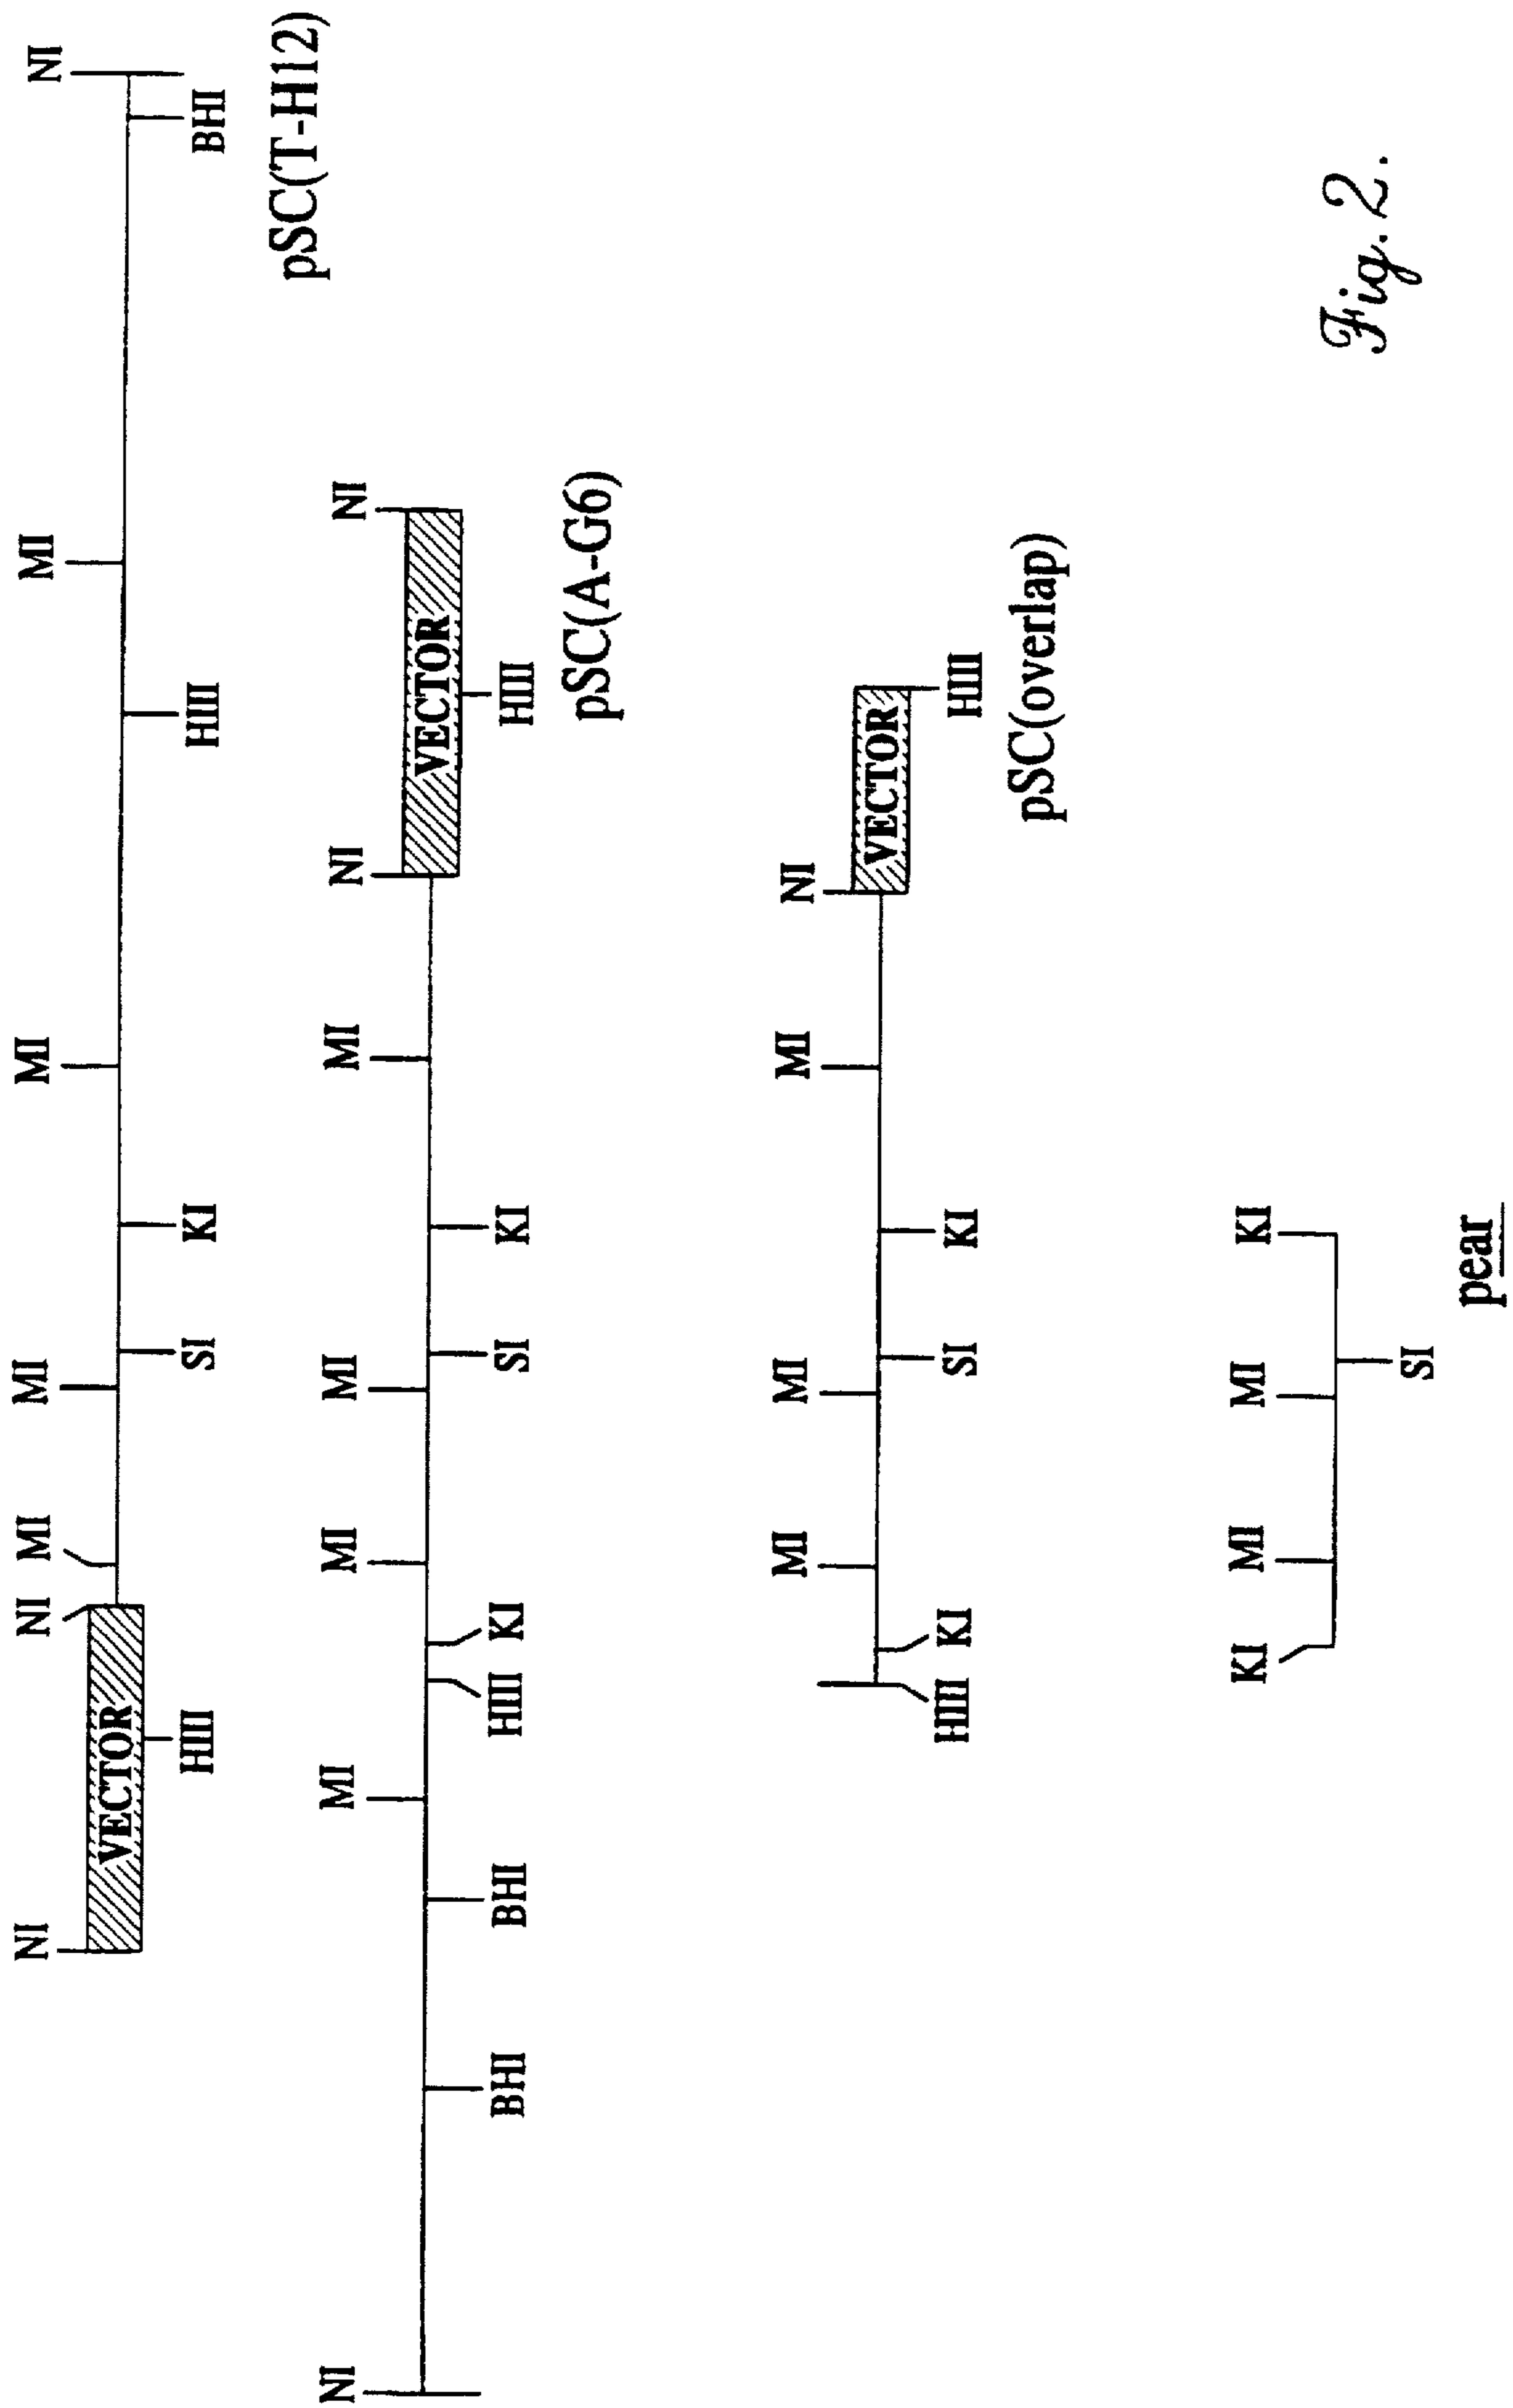 NI NI MI MI MI MI NI
VECTOR
HIII SI KI HIII BHI
pSC(T-H12)
NI MI MI MI MI NI NI
VECTOR
BHI BHI HIII KI SI KI HIII
pSC(A-G6)
MI MI MI NI
VECTOR
HIII KI SI KI HIII
pSC(overlap)
KI MI MI KI
SI
pear
Fig. 2.